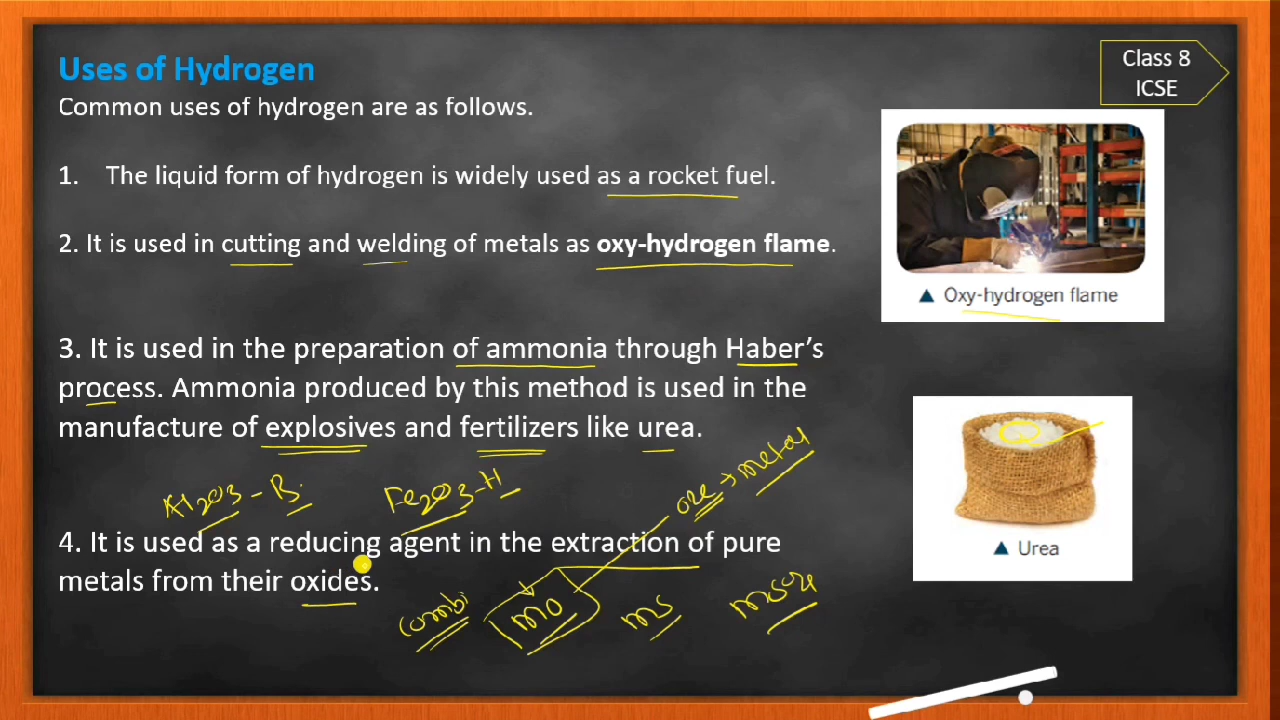 Uses of Hydrogen
Class 8
ICSE
Common uses of hydrogen are as follows.
1. The liquid form of hydrogen is widely used as a rocket fuel.
2. It is used in cutting and welding of metals as oxy-hydrogen flame.
▲ Oxy-hydrogen flame
3. It is used in the preparation of ammonia through Haber's
process. Ammonia produced by this method is used in the
manufacture of explosives and fertilizers like urea.
Al2O3 - B.
Fe2O3 - H
ore → metal
4. It is used as a reducing agent in the extraction of pure
metals from their oxides.
▲ Urea
combi
MO
MS